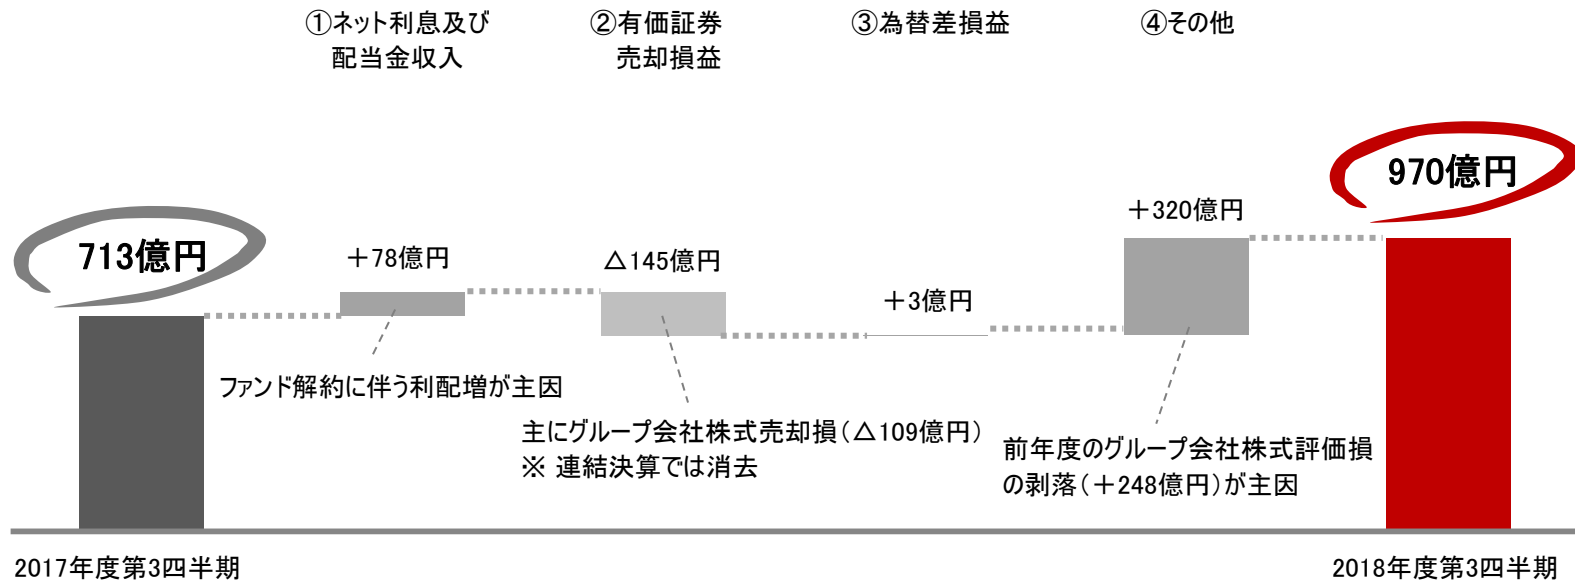 ①ネット利息及び
配当金収入
②有価証券
売却損益
③為替差損益
④その他
713億円
＋78億円
△145億円
＋3億円
＋320億円
970億円
ファンド解約に伴う利配増が主因
主にグループ会社株式売却損（△109億円）
※ 連結決算では消去
前年度のグループ会社株式評価損
の剥落（＋248億円）が主因
2017年度第3四半期
2018年度第3四半期